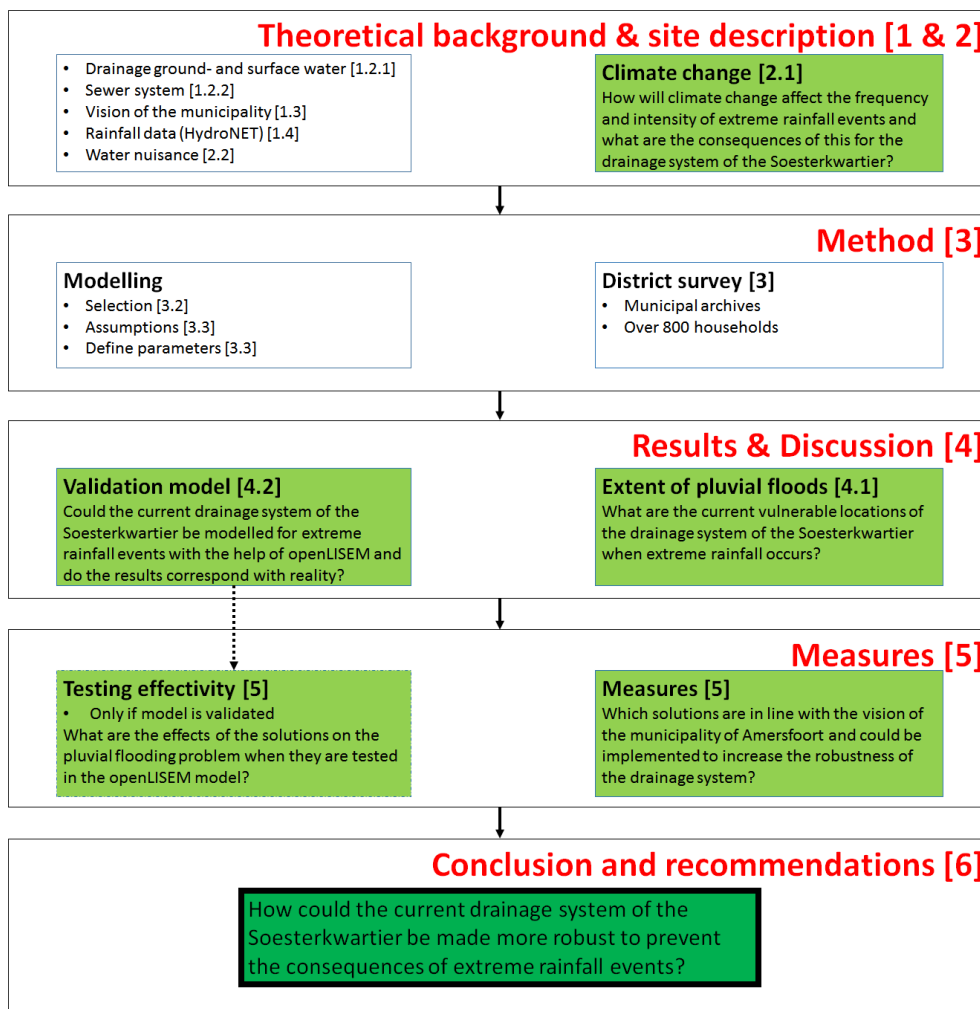 Theoretical background & site description [1 & 2]
• Drainage ground- and surface water [1.2.1]
• Sewer system [1.2.2]
• Vision of the municipality [1.3]
• Rainfall data (HydroNET) [1.4]
• Water nuisance [2.2]
Climate change [2.1]
How will climate change affect the frequency
and intensity of extreme rainfall events and
what are the consequences of this for the
drainage system of the Soesterkwartier?
Method [3]
Modelling
• Selection [3.2]
• Assumptions [3.3]
• Define parameters [3.3]
District survey [3]
• Municipal archives
• Over 800 households
Results & Discussion [4]
Validation model [4.2]
Could the current drainage system of the
Soesterkwartier be modelled for extreme
rainfall events with the help of openLISEM and
do the results correspond with reality?
Extent of pluvial floods [4.1]
What are the current vulnerable locations of
the drainage system of the Soesterkwartier
when extreme rainfall occurs?
Measures [5]
Testing effectivity [5]
• Only if model is validated
What are the effects of the solutions on the
pluvial flooding problem when they are tested
in the openLISEM model?
Measures [5]
Which solutions are in line with the vision of
the municipality of Amersfoort and could be
implemented to increase the robustness of
the drainage system?
Conclusion and recommendations [6]
How could the current drainage system of the
Soesterkwartier be made more robust to prevent
the consequences of extreme rainfall events?